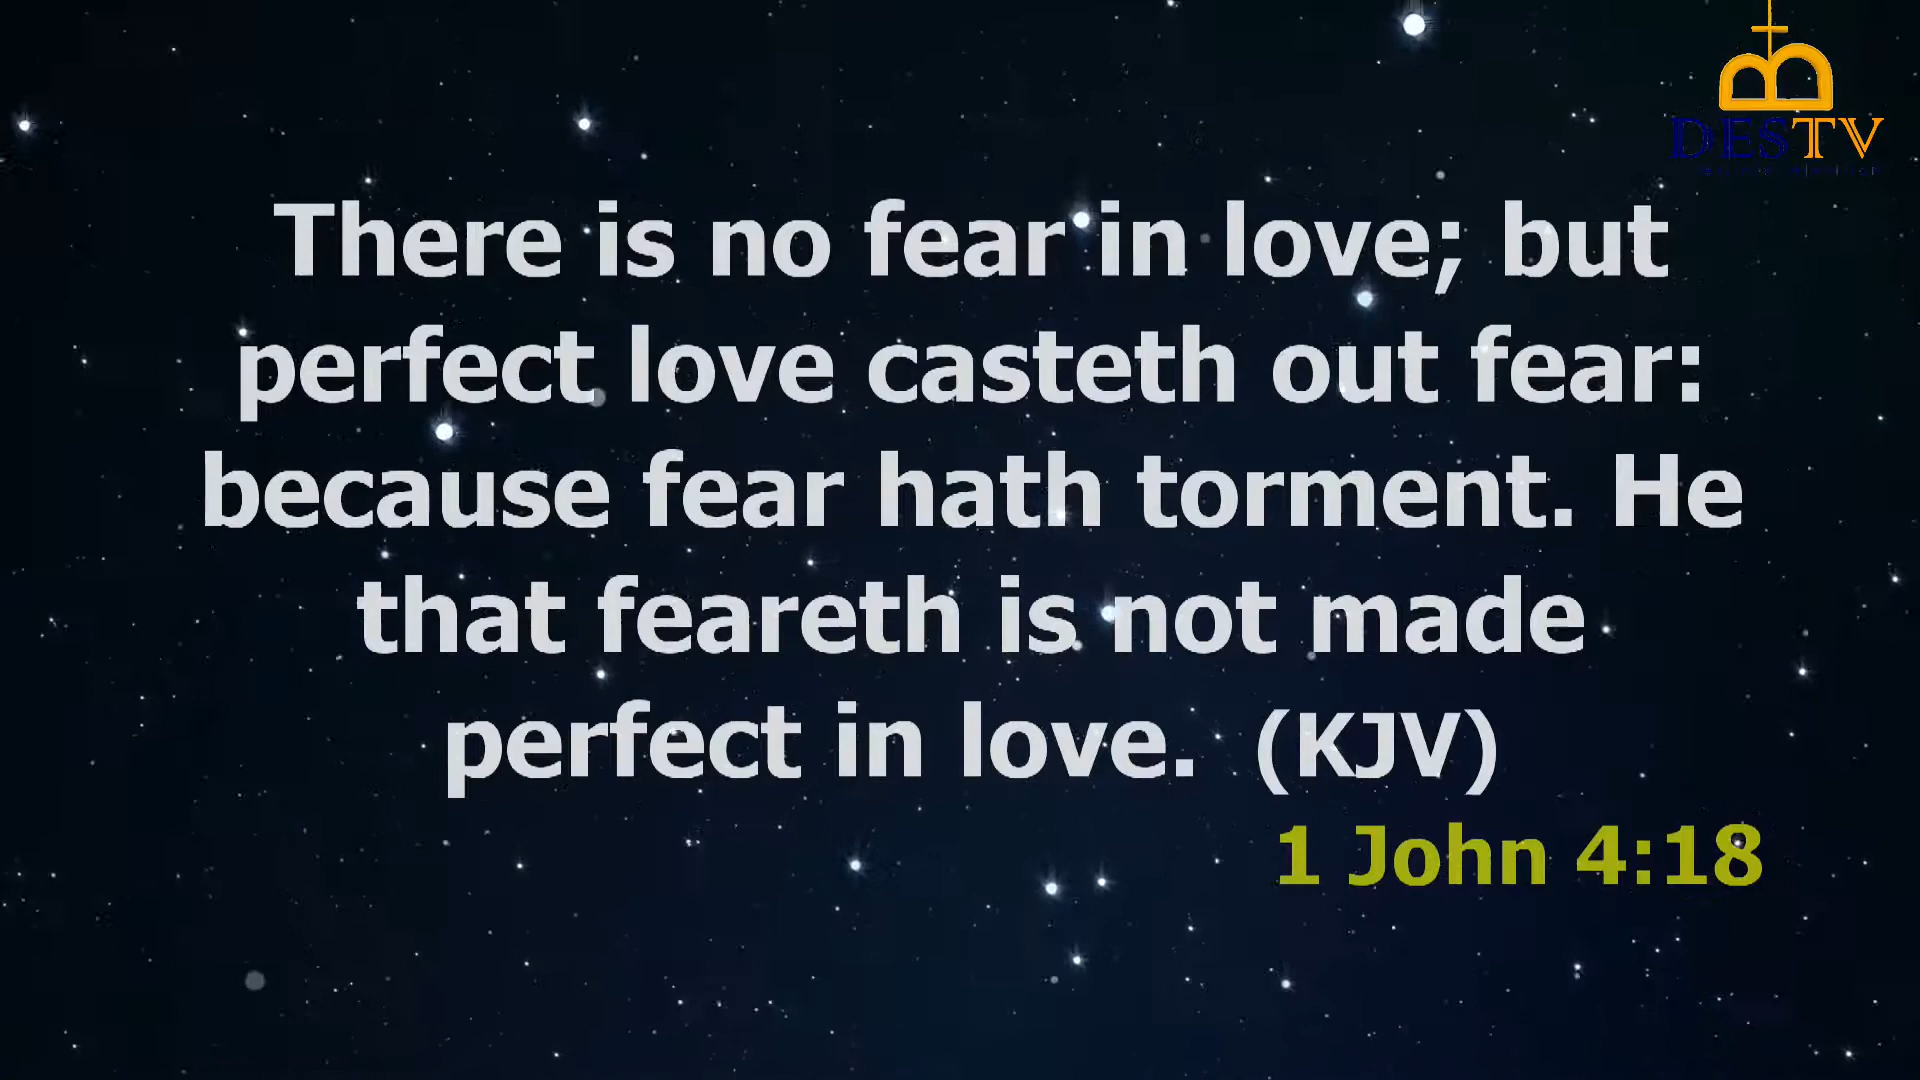 DESTV
There is no fear in love; but
perfect love casteth out fear:
because fear hath torment. He
that feareth is not made
perfect in love. (KJV)
1 John 4:18